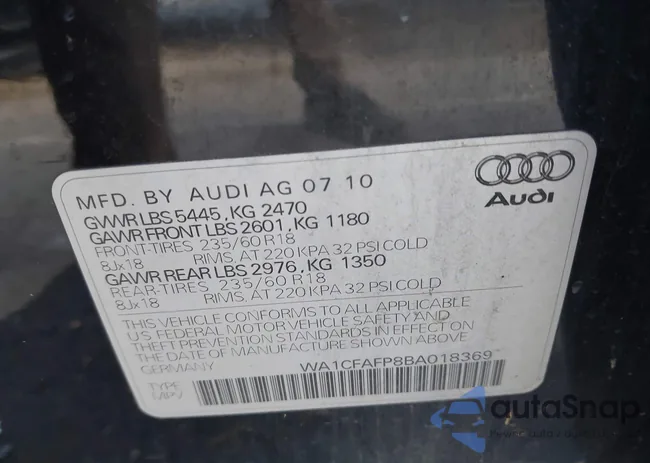 MFD. BY AUDI AG 07 10
Audi
GVWR LBS 5445, KG 2470
GAWR FRONT LBS 2601, KG 1180
FRONT-TIRES 235/60 R18
8Jx18 RIMS, AT 220 KPA 32 PSI COLD
GAWR REAR LBS 2976, KG 1350
REAR-TIRES 235/60 R18
8Jx18 RIMS, AT 220 KPA 32 PSI COLD
THIS VEHICLE CONFORMS TO ALL APPLICABLE
US FEDERAL MOTOR VEHICLE SAFETY AND
THEFT PREVENTION STANDARDS IN EFFECT ON THE
DATE OF MANUFACTURE SHOWN ABOVE
GERMANY WA1CFAFP8BA018369
TYPE
MPV
autaSnap